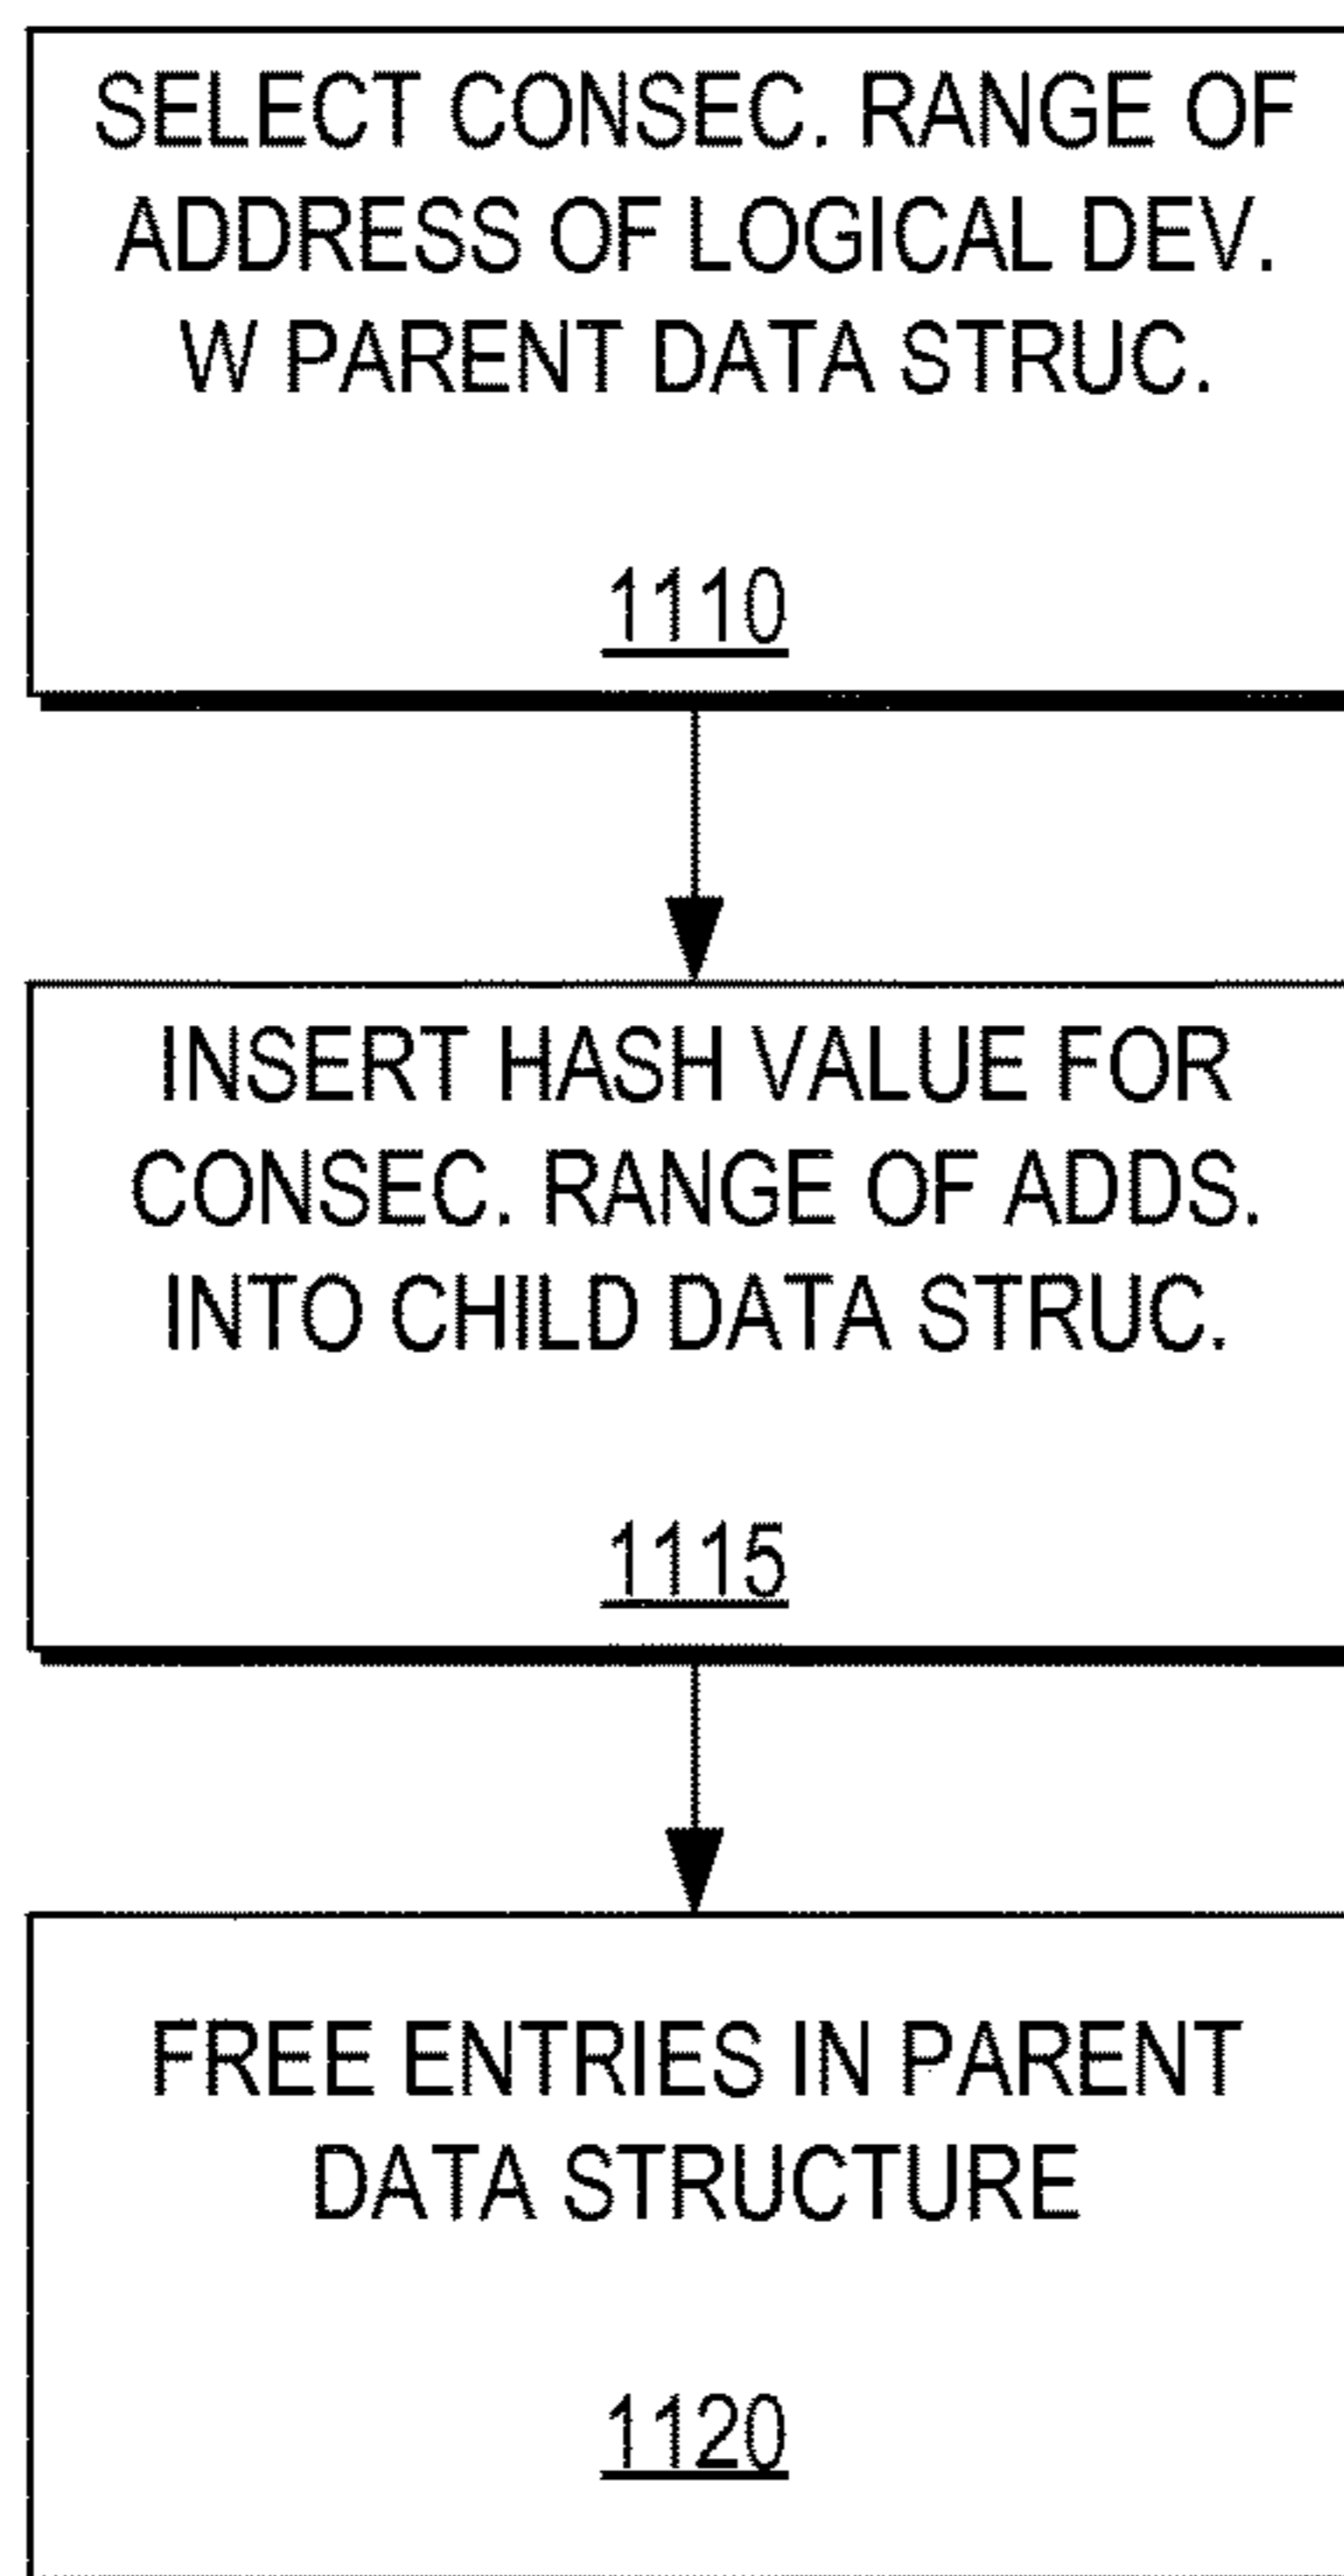 SELECT CONSEC. RANGE OF
ADDRESS OF LOGICAL DEV.
W PARENT DATA STRUC.
1110
INSERT HASH VALUE FOR
CONSEC. RANGE OF ADDS.
INTO CHILD DATA STRUC.
1115
FREE ENTRIES IN PARENT
DATA STRUCTURE
1120